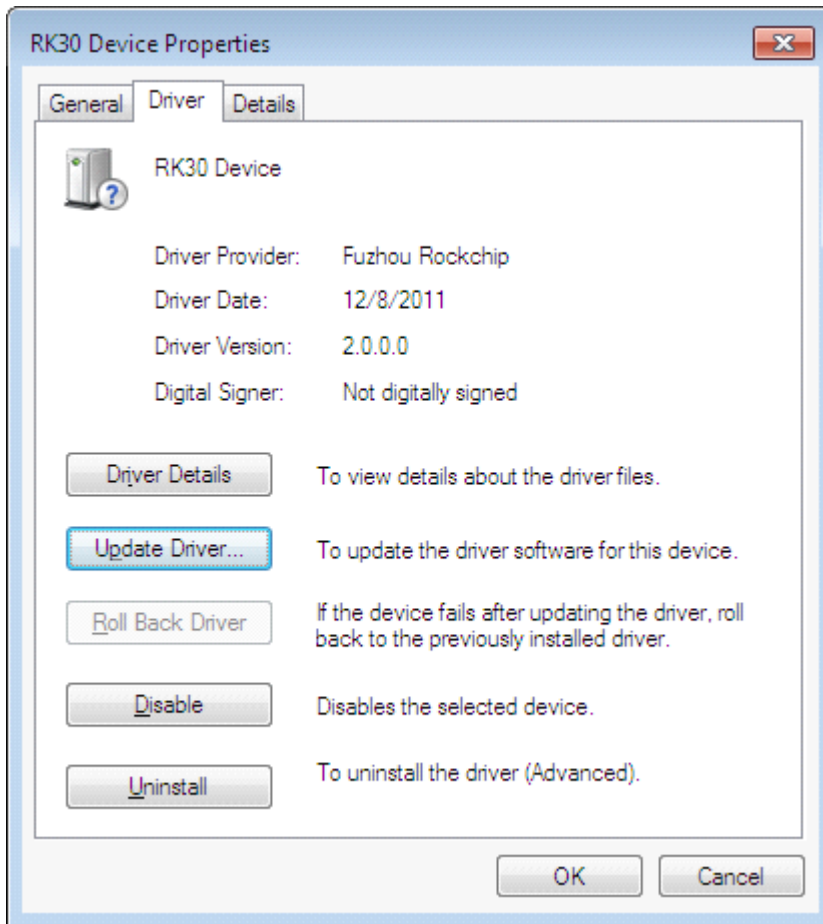 RK30 Device Properties
General Driver Details
RK30 Device
Driver Provider: Fuzhou Rockchip
Driver Date: 12/8/2011
Driver Version: 2.0.0.0
Digital Signer: Not digitally signed
Driver Details To view details about the driver files.
Update Driver... To update the driver software for this device.
Roll Back Driver If the device fails after updating the driver, roll
back to the previously installed driver.
Disable Disables the selected device.
Uninstall To uninstall the driver (Advanced).
OK Cancel